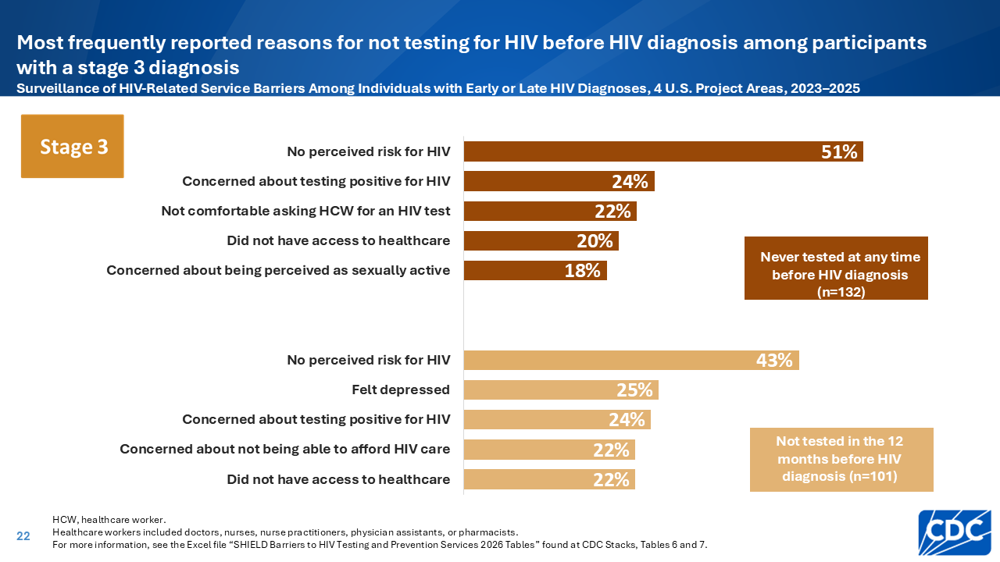 Most frequently reported reasons for not testing for HIV before HIV diagnosis among participants
with a stage 3 diagnosis
Surveillance of HIV-Related Service Barriers Among Individuals with Early or Late HIV Diagnoses, 4 U.S. Project Areas, 2023–2025
Stage 3
No perceived risk for HIV 51%
Concerned about testing positive for HIV 24%
Not comfortable asking HCW for an HIV test 22%
Did not have access to healthcare 20%
Concerned about being perceived as sexually active 18%
Never tested at any time
before HIV diagnosis
(n=132)
No perceived risk for HIV 43%
Felt depressed 25%
Concerned about testing positive for HIV 24%
Concerned about not being able to afford HIV care 22%
Did not have access to healthcare 22%
Not tested in the 12
months before HIV
diagnosis (n=101)
HCW, healthcare worker.
Healthcare workers included doctors, nurses, nurse practitioners, physician assistants, or pharmacists.
For more information, see the Excel file “SHIELD Barriers to HIV Testing and Prevention Services 2026 Tables” found at CDC Stacks, Tables 6 and 7.
22
CDC